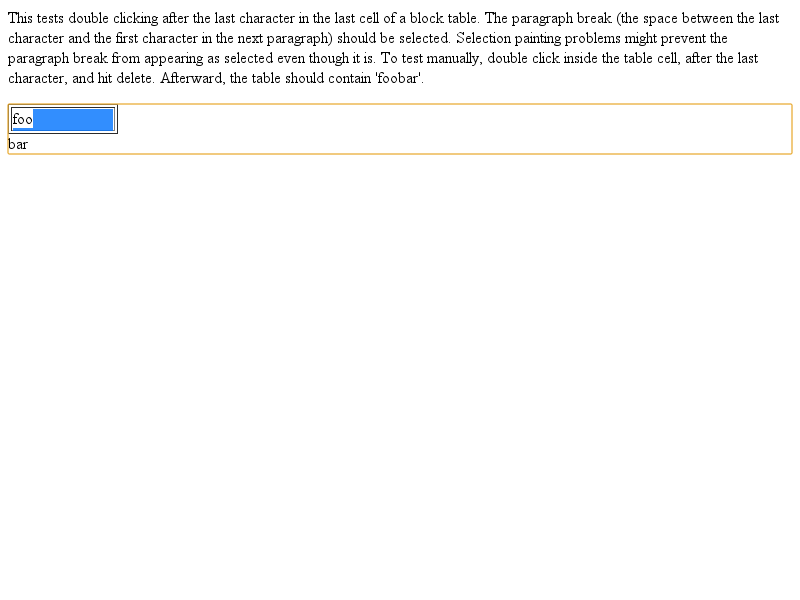 This tests double clicking after the last character in the last cell of a block table. The paragraph break (the space between the last
character and the first character in the next paragraph) should be selected. Selection painting problems might prevent the
paragraph break from appearing as selected even though it is. To test manually, double click inside the table cell, after the last
character, and hit delete. Afterward, the table should contain 'foobar'.
foo
bar